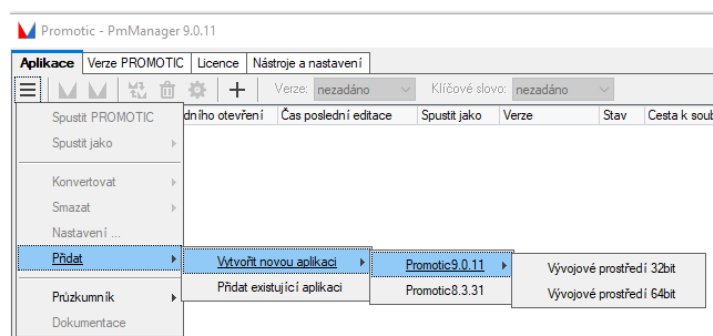 Promotic - PmManager 9.0.11
Aplikace Verze PROMOTIC Licence Nástroje a nastavení
Verze: nezadáno Klíčové slovo: nezadáno
dního otevření Čas poslední editace Spustit jako Verze Stav Cesta k soub
Spustit PROMOTIC
Spustit jako
Konvertovat
Smazat
Nastavení ...
Přidat Vytvořit novou aplikaci Promotic9.0.11 Vývojové prostředí 32bit
Přidat existující aplikaci Promotic8.3.31 Vývojové prostředí 64bit
Průzkumník
Dokumentace